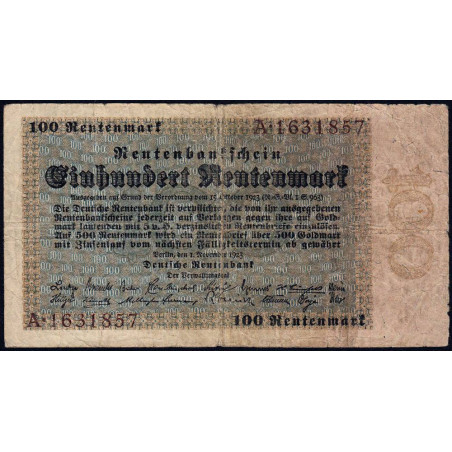 100 Rentenmark A·1631857
Rentenbankschein
Einhundert Rentenmark
Ausgegeben auf Grund der Verordnung vom 15. Oktober 1923 (R.-G.-Bl. I S. 963)
Die Deutsche Rentenbank ist verpflichtet, die von ihr ausgegebenen
Rentenbankscheine jederzeit auf Verlangen gegen ihre auf Gold
mark lautenden mit 5 v. H. verzinslichen Rentenbriefe einzulösen
Auf 500 Rentenmark wird ein Rentenbrief über 500 Goldmark
mit Zinsenlauf vom nächsten Fälligkeitstermin ab gewährt
Berlin, den 1. November 1923
Deutsche Rentenbank
Der Verwaltungsrat
A·1631857 100 Rentenmark